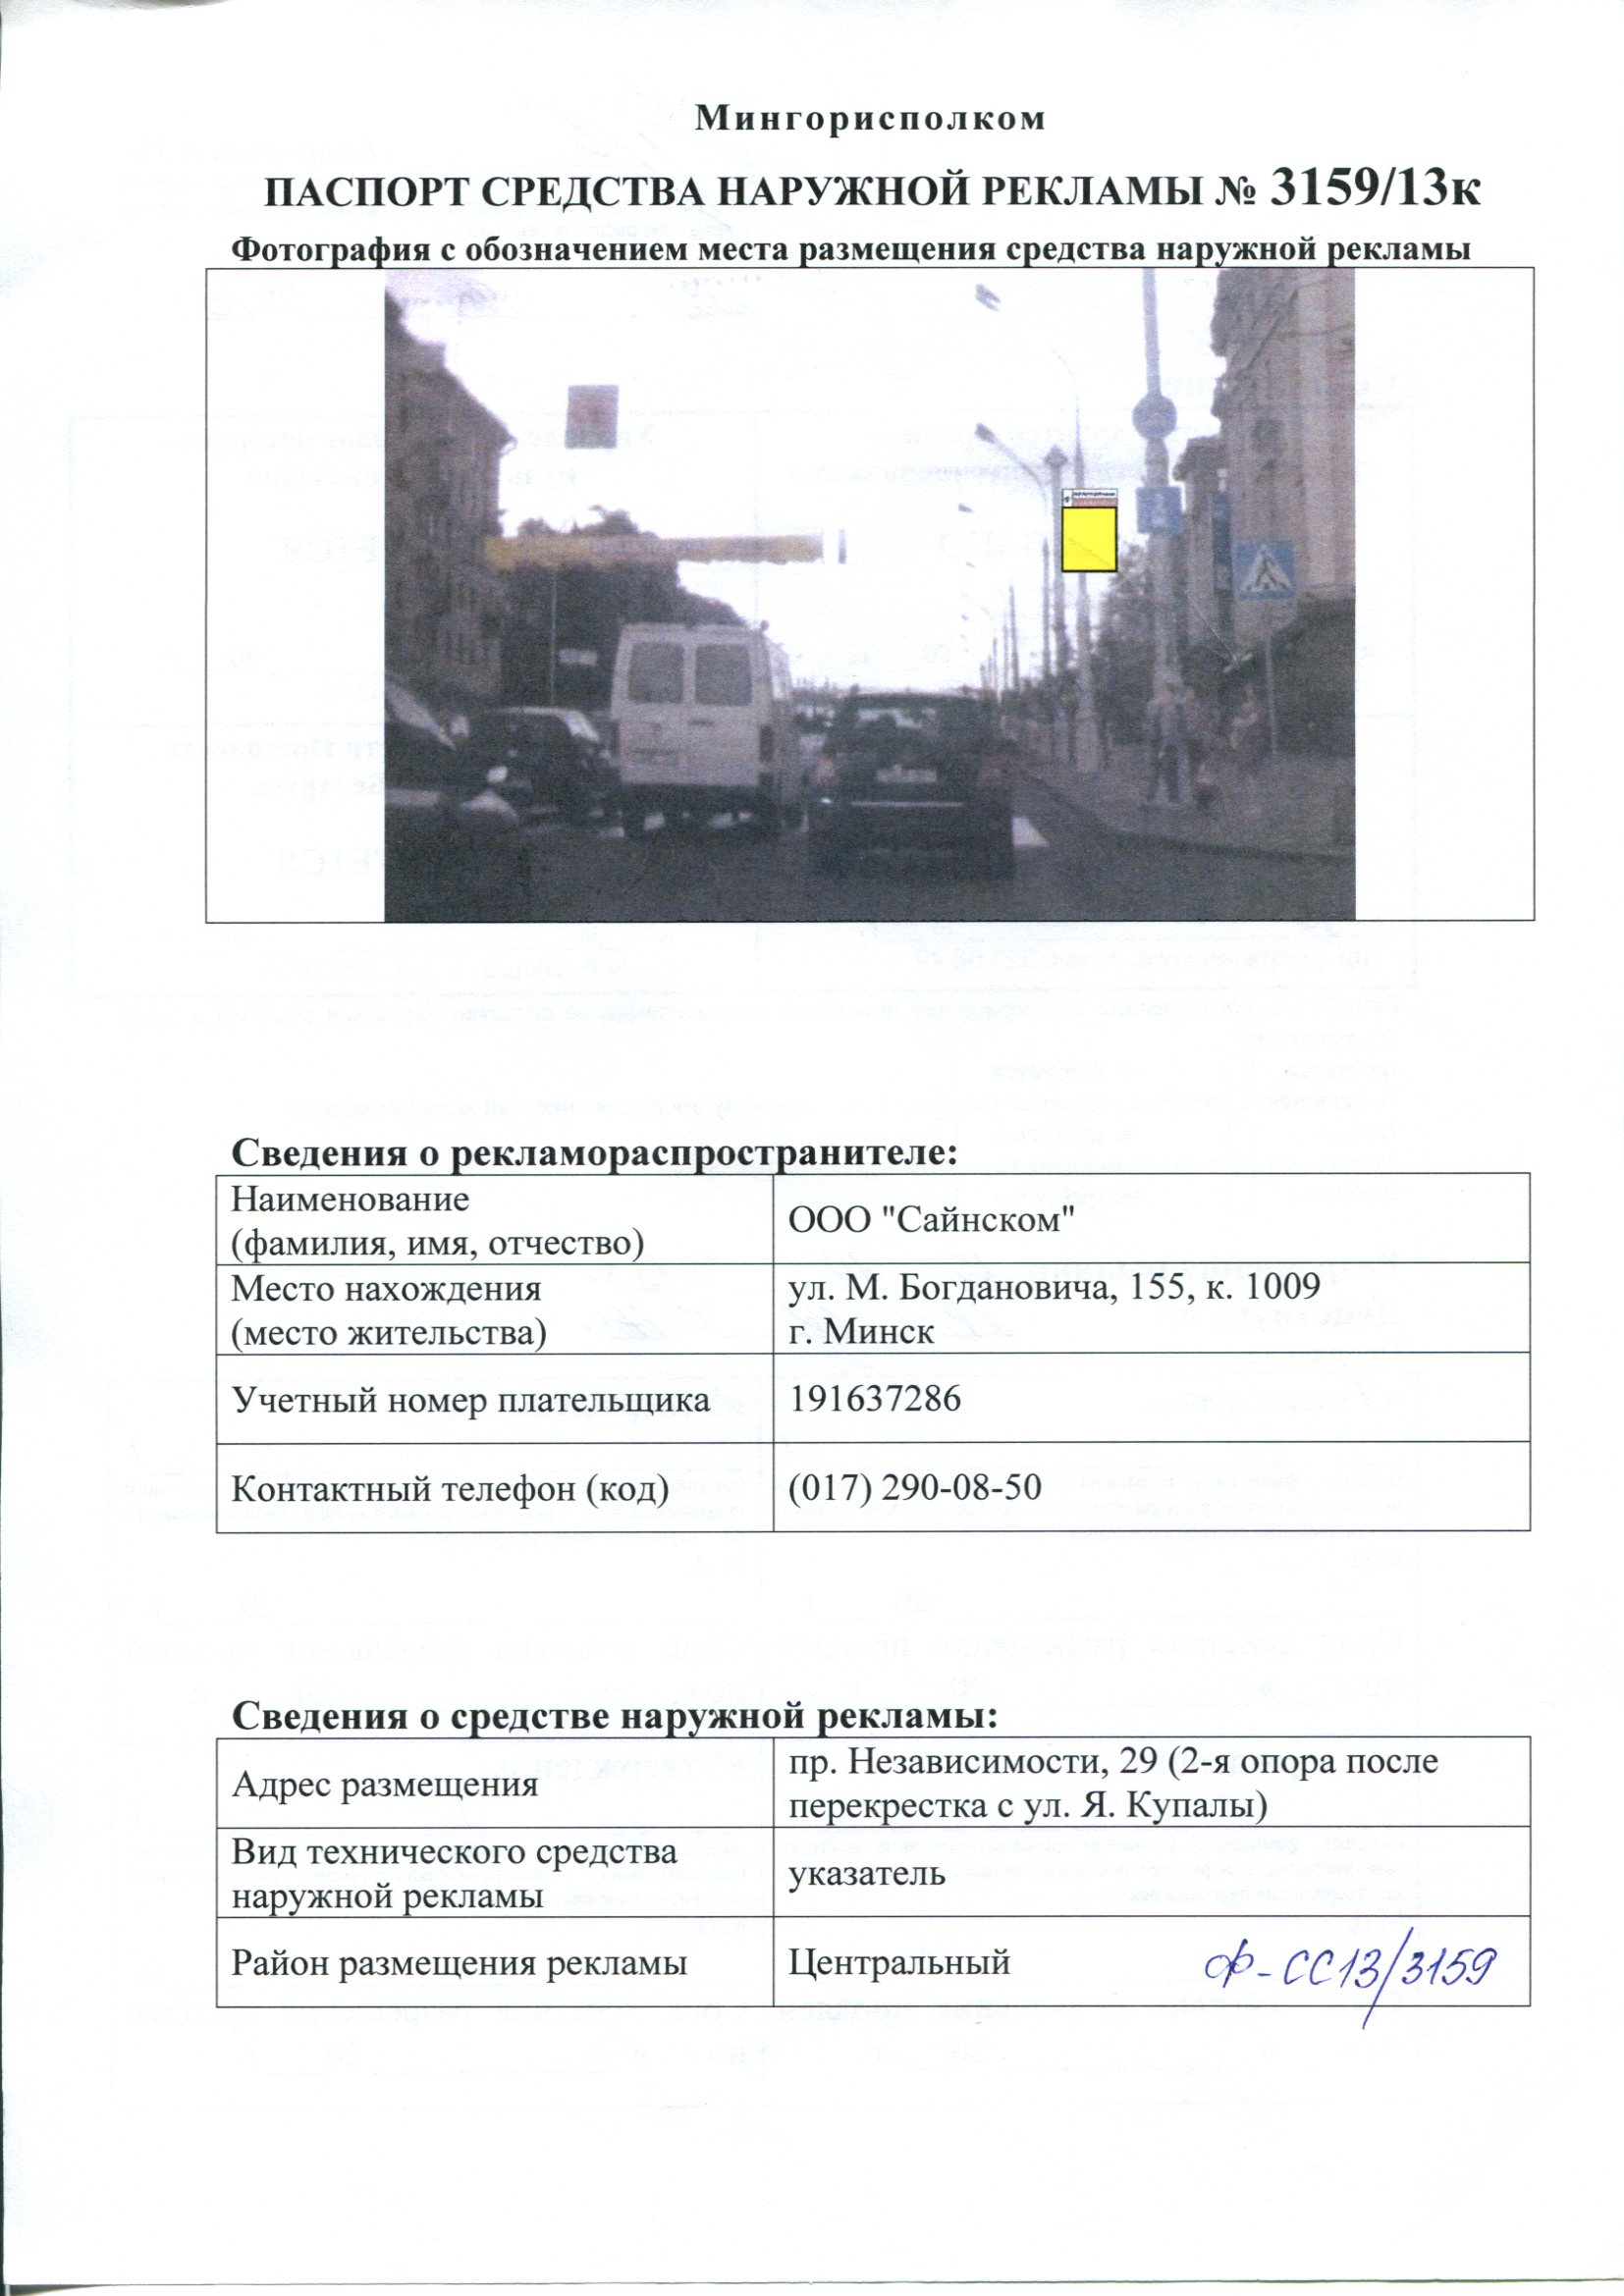 Мингорисполком
ПАСПОРТ СРЕДСТВА НАРУЖНОЙ РЕКЛАМЫ № 3159/13к
Фотография с обозначением места размещения средства наружной рекламы
Сведения о рекламораспространителе:
Наименование
(фамилия, имя, отчество)
ООО "Сайнском"
Место нахождения
(место жительства)
ул. М. Богдановича, 155, к. 1009
г. Минск
Учетный номер плательщика
191637286
Контактный телефон (код)
(017) 290-08-50
Сведения о средстве наружной рекламы:
Адрес размещения
пр. Независимости, 29 (2-я опора после
перекрестка с ул. Я. Купалы)
Вид технического средства
наружной рекламы
указатель
Район размещения рекламы
Центральный
Ф-СС13/3159